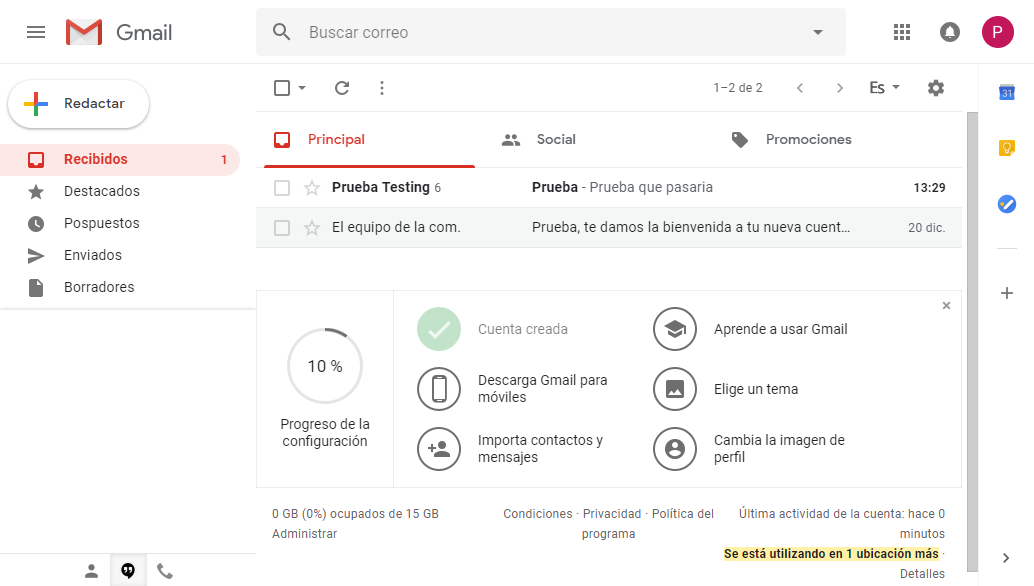 Gmail
Buscar correo
P
Redactar
1–2 de 2
Es
31
Recibidos 1
Destacados
Pospuestos
Enviados
Borradores
Principal
Social
Promociones
Prueba Testing 6 Prueba - Prueba que pasaria 13:29
El equipo de la com. Prueba, te damos la bienvenida a tu nueva cuent… 20 dic.
10 %
Progreso de la
configuración
Cuenta creada
Aprende a usar Gmail
Descarga Gmail para
móviles
Elige un tema
Importa contactos y
mensajes
Cambia la imagen de
perfil
×
0 GB (0%) ocupados de 15 GB
Administrar
Condiciones · Privacidad · Política del
programa
Última actividad de la cuenta: hace 0
minutos
Se está utilizando en 1 ubicación más ·
Detalles